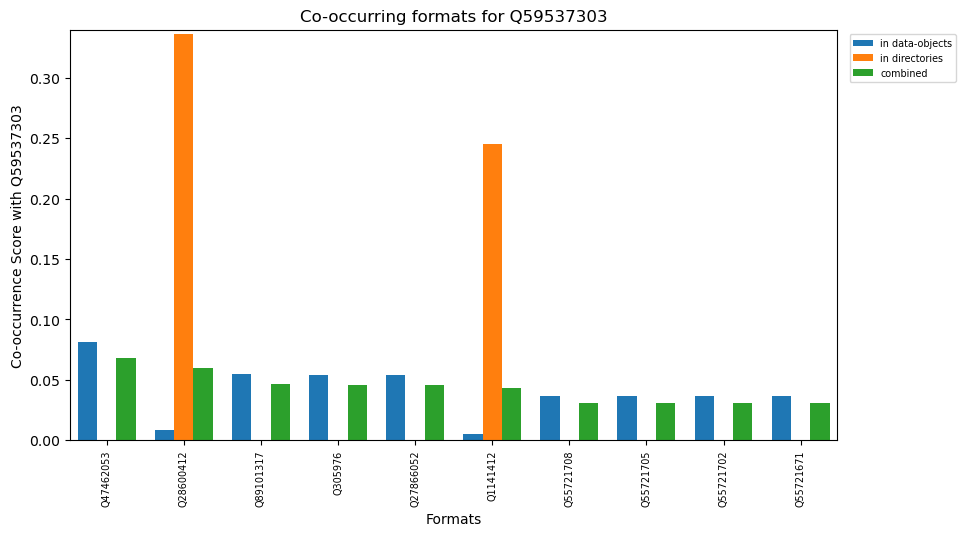 Co-occurring formats for Q59537303
in data-objects
in directories
combined
Co-occurrence Score with Q59537303
0.30
0.25
0.20
0.15
0.10
0.05
0.00
Q47462053
Q28600412
Q89101317
Q305976
Q27866052
Q1141412
Q55721708
Q55721705
Q55721702
Q55721671
Formats